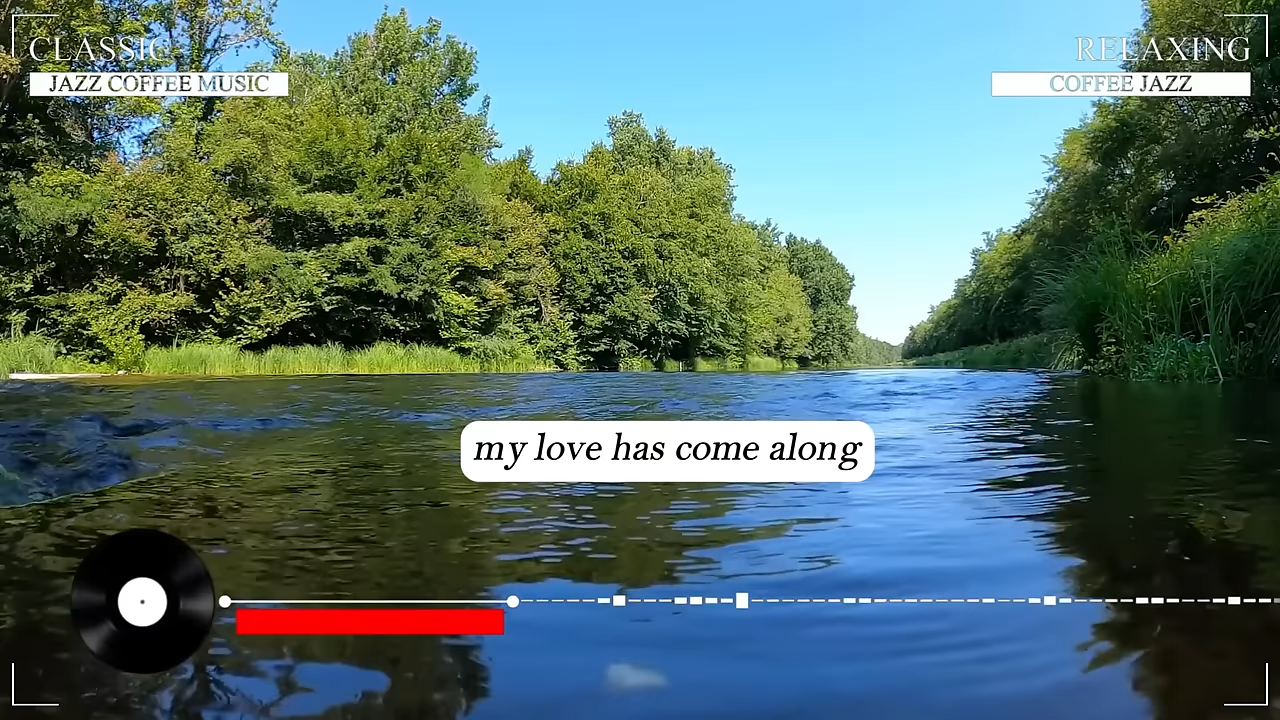 CLASSIC
JAZZ COFFEE MUSIC
RELAXING
COFFEE JAZZ
my love has come along